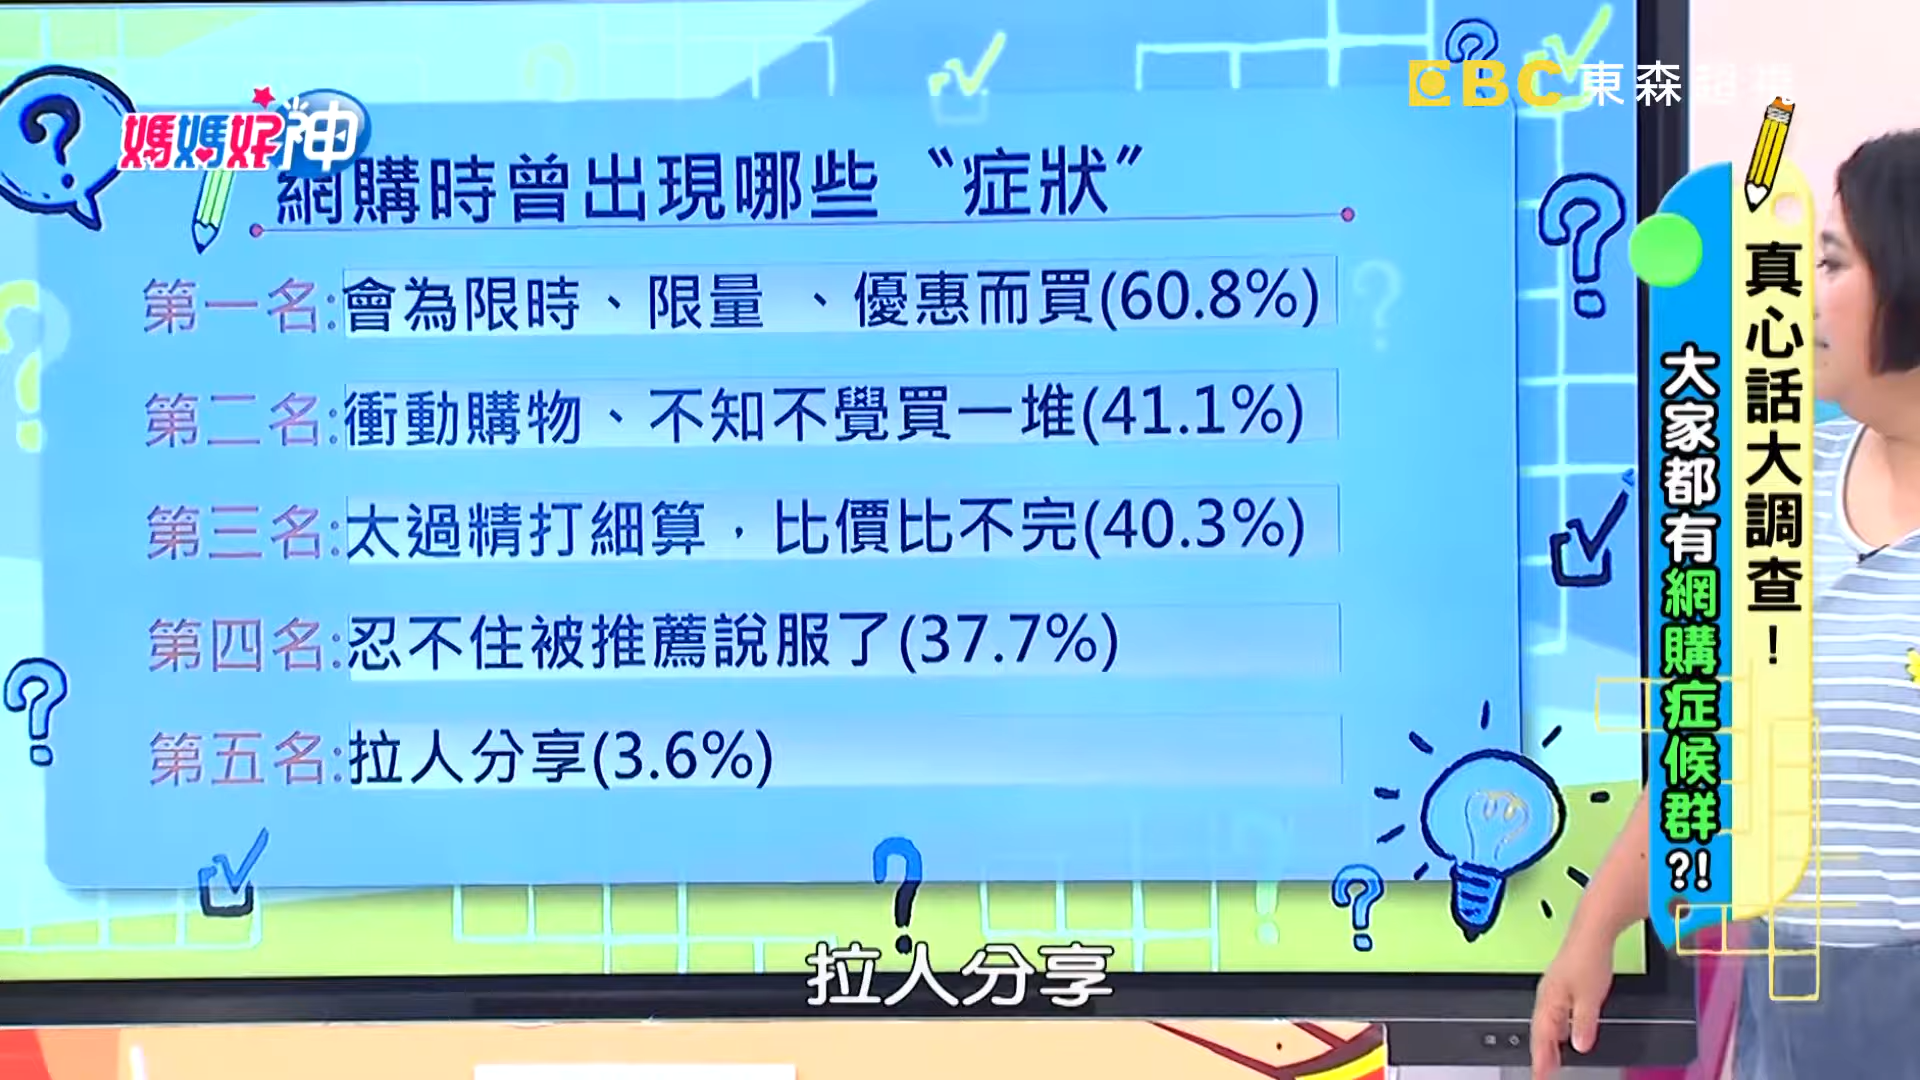 EBC 東森超視
媽媽好神
網購時曾出現哪些〝症狀〞
第一名:會為限時、限量 、優惠而買(60.8%)
第二名:衝動購物、不知不覺買一堆(41.1%)
第三名:太過精打細算，比價比不完(40.3%)
第四名:忍不住被推薦說服了(37.7%)
第五名:拉人分享(3.6%)
真心話大調查！
大家都有網購症候群?!
拉人分享